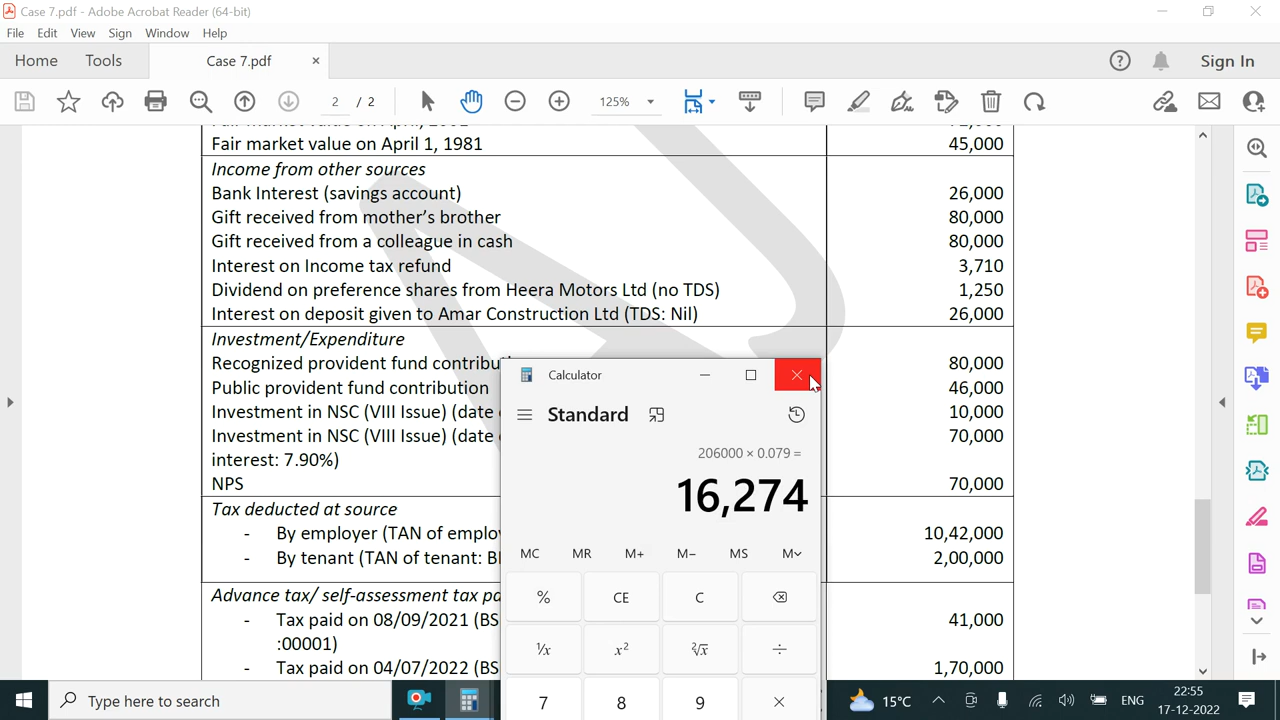 Case 7.pdf - Adobe Acrobat Reader (64-bit)
File Edit View Sign Window Help
Home Tools Case 7.pdf × Sign In
2 / 2 125%
Fair market value on April 1, 1981 45,000
Income from other sources
Bank Interest (savings account) 26,000
Gift received from mother's brother 80,000
Gift received from a colleague in cash 80,000
Interest on Income tax refund 3,710
Dividend on preference shares from Heera Motors Ltd (no TDS) 1,250
Interest on deposit given to Amar Construction Ltd (TDS: Nil) 26,000
Investment/Expenditure
Recognized provident fund 80,000
Public provident fund contribution 46,000
Investment in NSC (VIII Issue) (date 10,000
Investment in NSC (VIII Issue) (date 70,000
interest: 7.90%)
NPS 70,000
Tax deducted at source
- By employer (TAN of 10,42,000
- By tenant (TAN of tenant: 2,00,000
Advance tax/ self-assessment tax
- Tax paid on 08/09/2021 41,000
:00001)
- Tax paid on 04/07/2022 1,70,000
Calculator
Standard
206000 × 0.079 =
16,274
MC MR M+ M− MS M
% CE C
1/x x² ²√x ÷
7 8 9 ×
Type here to search
15°C ENG
22:55
17-12-2022